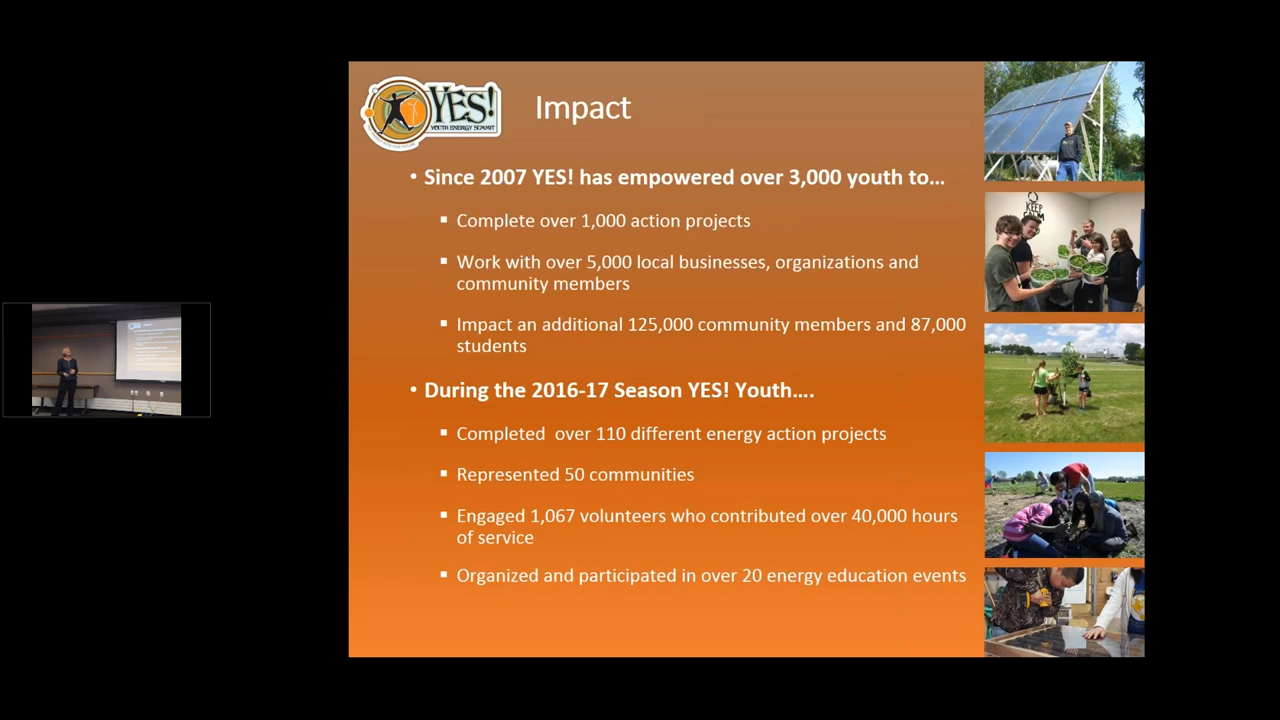 YES!
YOUTH ENERGY SUMMIT
Impact
• Since 2007 YES! has empowered over 3,000 youth to…
▪ Complete over 1,000 action projects
▪ Work with over 5,000 local businesses, organizations and
community members
▪ Impact an additional 125,000 community members and 87,000
students
• During the 2016-17 Season YES! Youth….
▪ Completed  over 110 different energy action projects
▪ Represented 50 communities
▪ Engaged 1,067 volunteers who contributed over 40,000 hours
of service
▪ Organized and participated in over 20 energy education events
KEEP
CALM